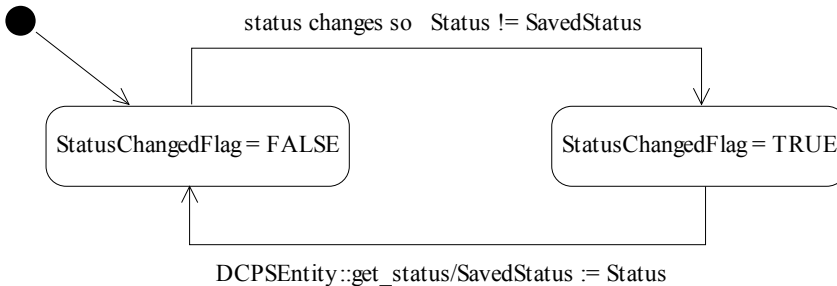 status changes so Status != SavedStatus
StatusChangedFlag = FALSE
StatusChangedFlag = TRUE
DCPSEntity::get_status/SavedStatus := Status